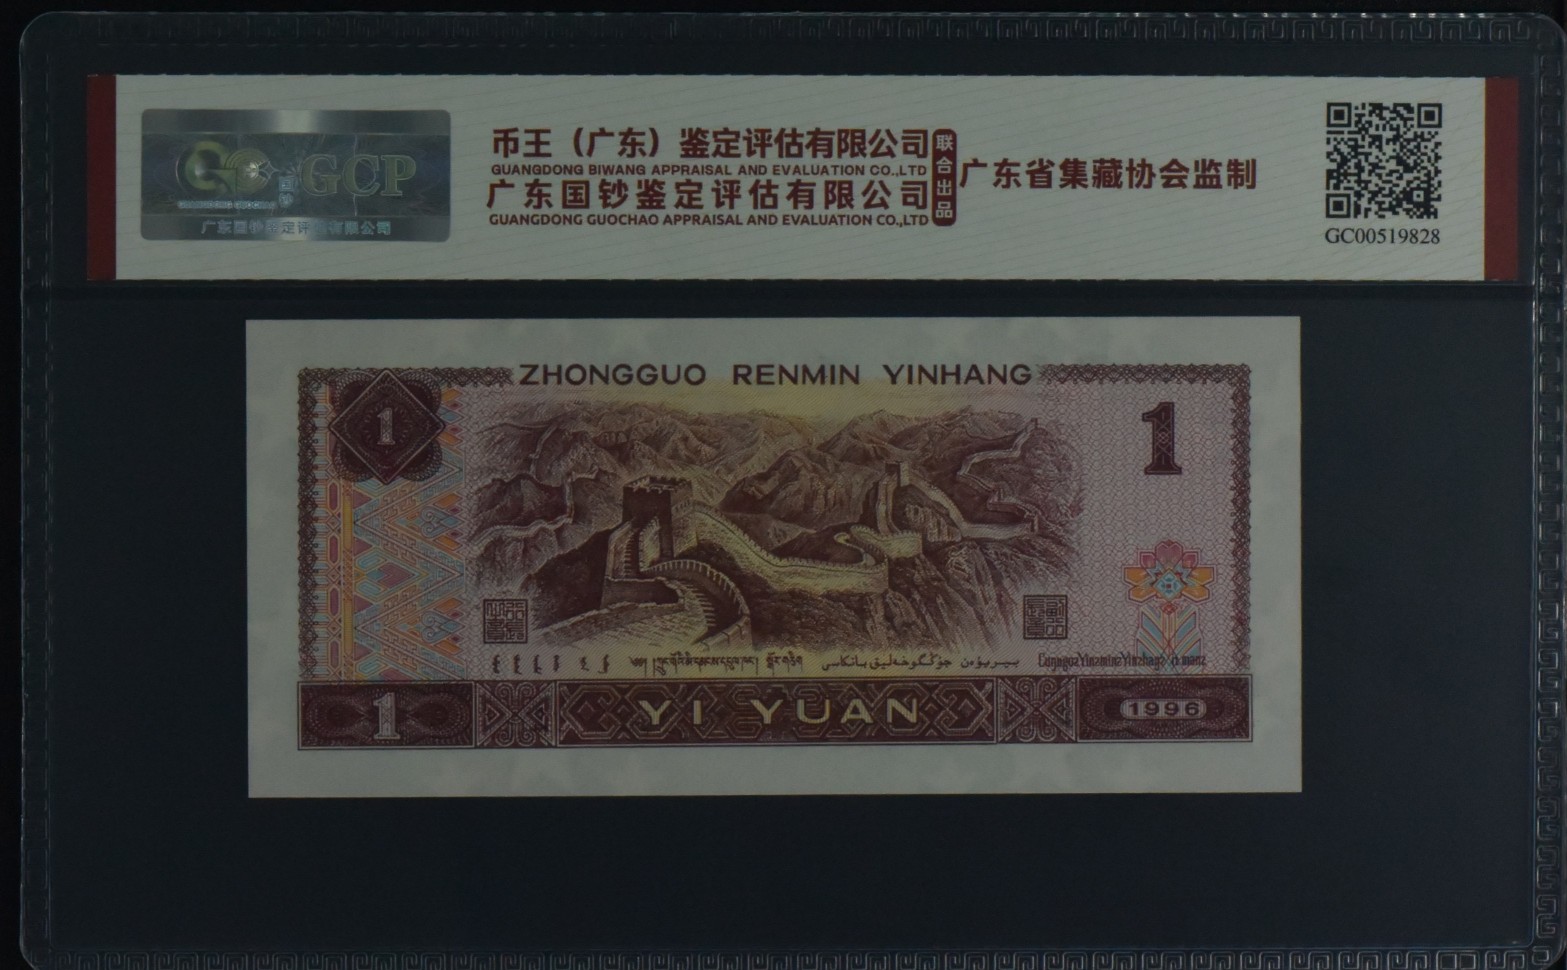 GCP
广东国钞鉴定评估有限公司
币王（广东）鉴定评估有限公司
GUANGDONG BIWANG APPRAISAL AND EVALUATION CO.,LTD
广东国钞鉴定评估有限公司
GUANGDONG GUOCHAO APPRAISAL AND EVALUATION CO.,LTD
联合出品
广东省集藏协会监制
GC00519828
ZHONGGUO RENMIN YINHANG
1
1
1
YI YUAN
1996